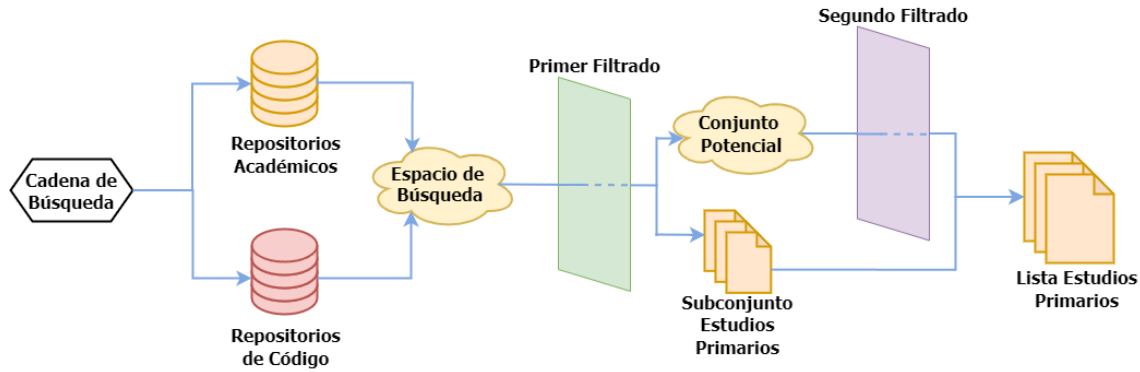 Cadena de
Búsqueda
Repositorios
Académicos
Repositorios
de Código
Espacio de
Búsqueda
Primer Filtrado
Conjunto
Potencial
Subconjunto
Estudios
Primarios
Segundo Filtrado
Lista Estudios
Primarios